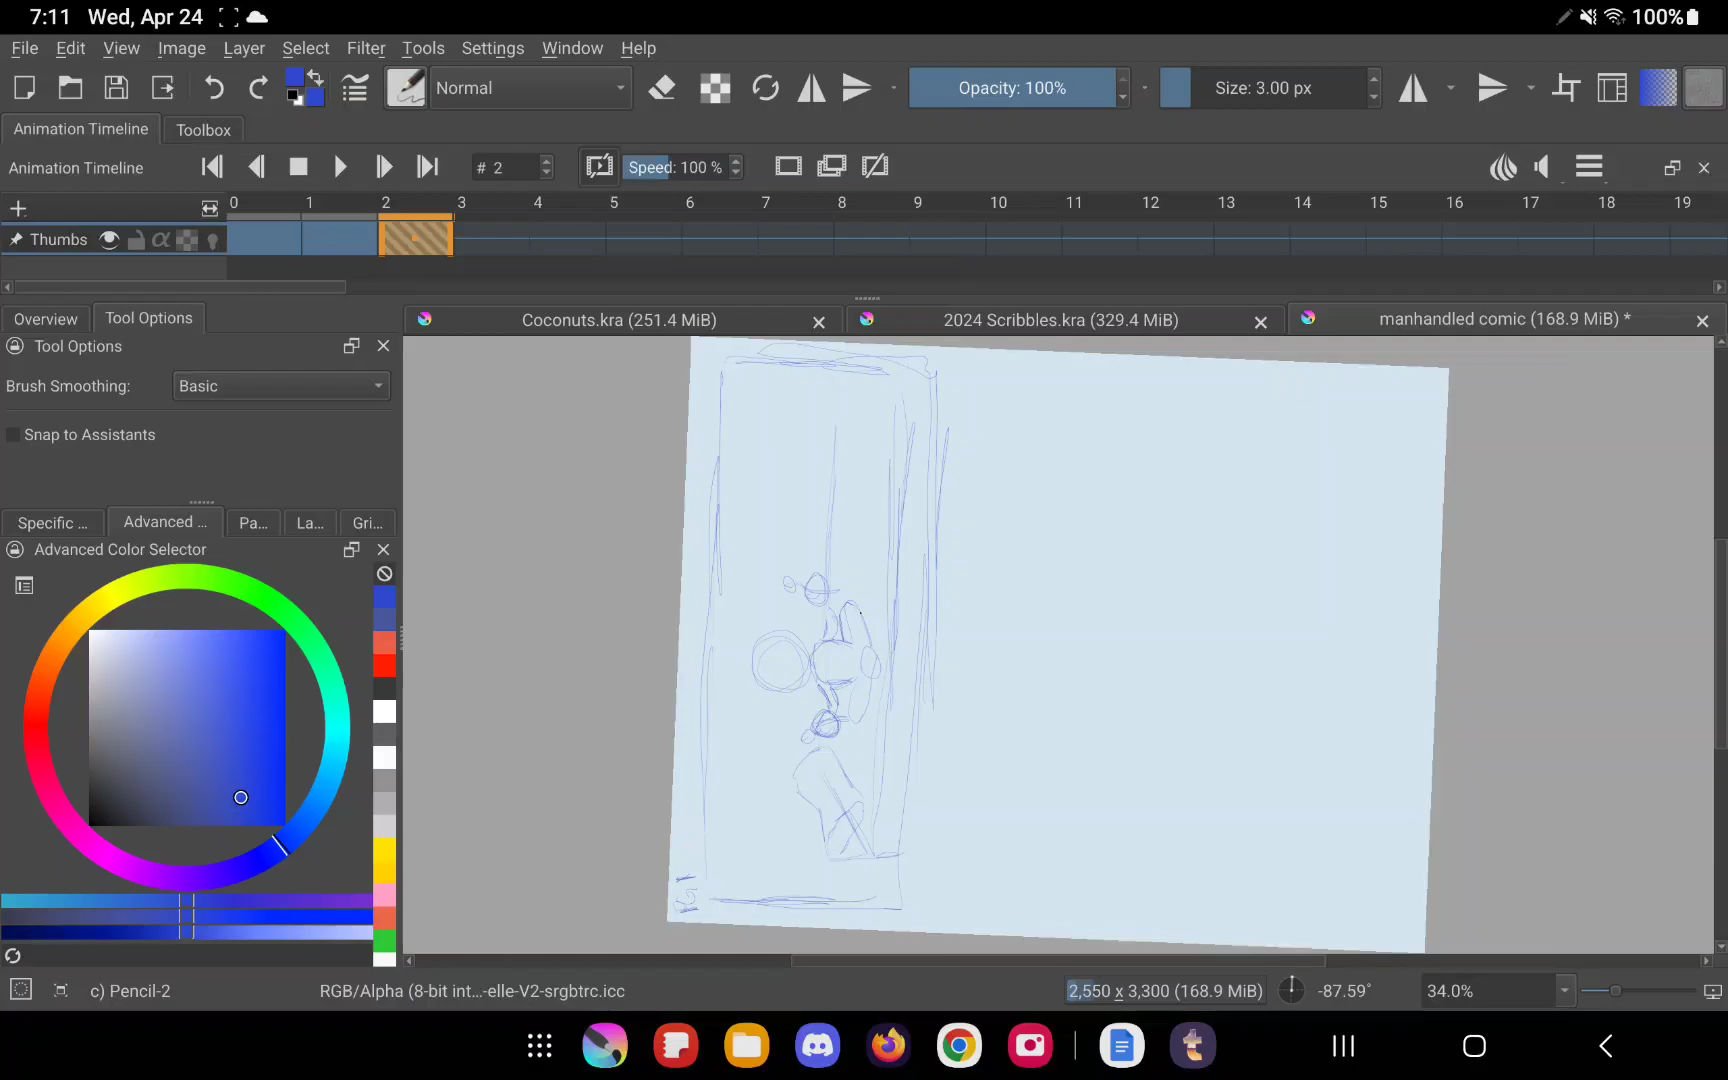 7:11 Wed, Apr 24 100%
File Edit View Image Layer Select Filter Tools Settings Window Help
Normal Opacity: 100% Size: 3.00 px
Animation Timeline Toolbox
Animation Timeline # 2 Speed: 100 %
0 1 2 3 4 5 6 7 8 9 10 11 12 13 14 15 16 17 18 19
Thumbs
Overview Tool Options Coconuts.kra (251.4 MiB) 2024 Scribbles.kra (329.4 MiB) manhandled comic (168.9 MiB) *
Tool Options
Brush Smoothing: Basic
Snap to Assistants
Specific ... Advanced ... Pa... La... Gri...
Advanced Color Selector
c) Pencil-2 RGB/Alpha (8-bit int...-elle-V2-srgbtrc.icc 2,550 x 3,300 (168.9 MiB) -87.59° 34.0%